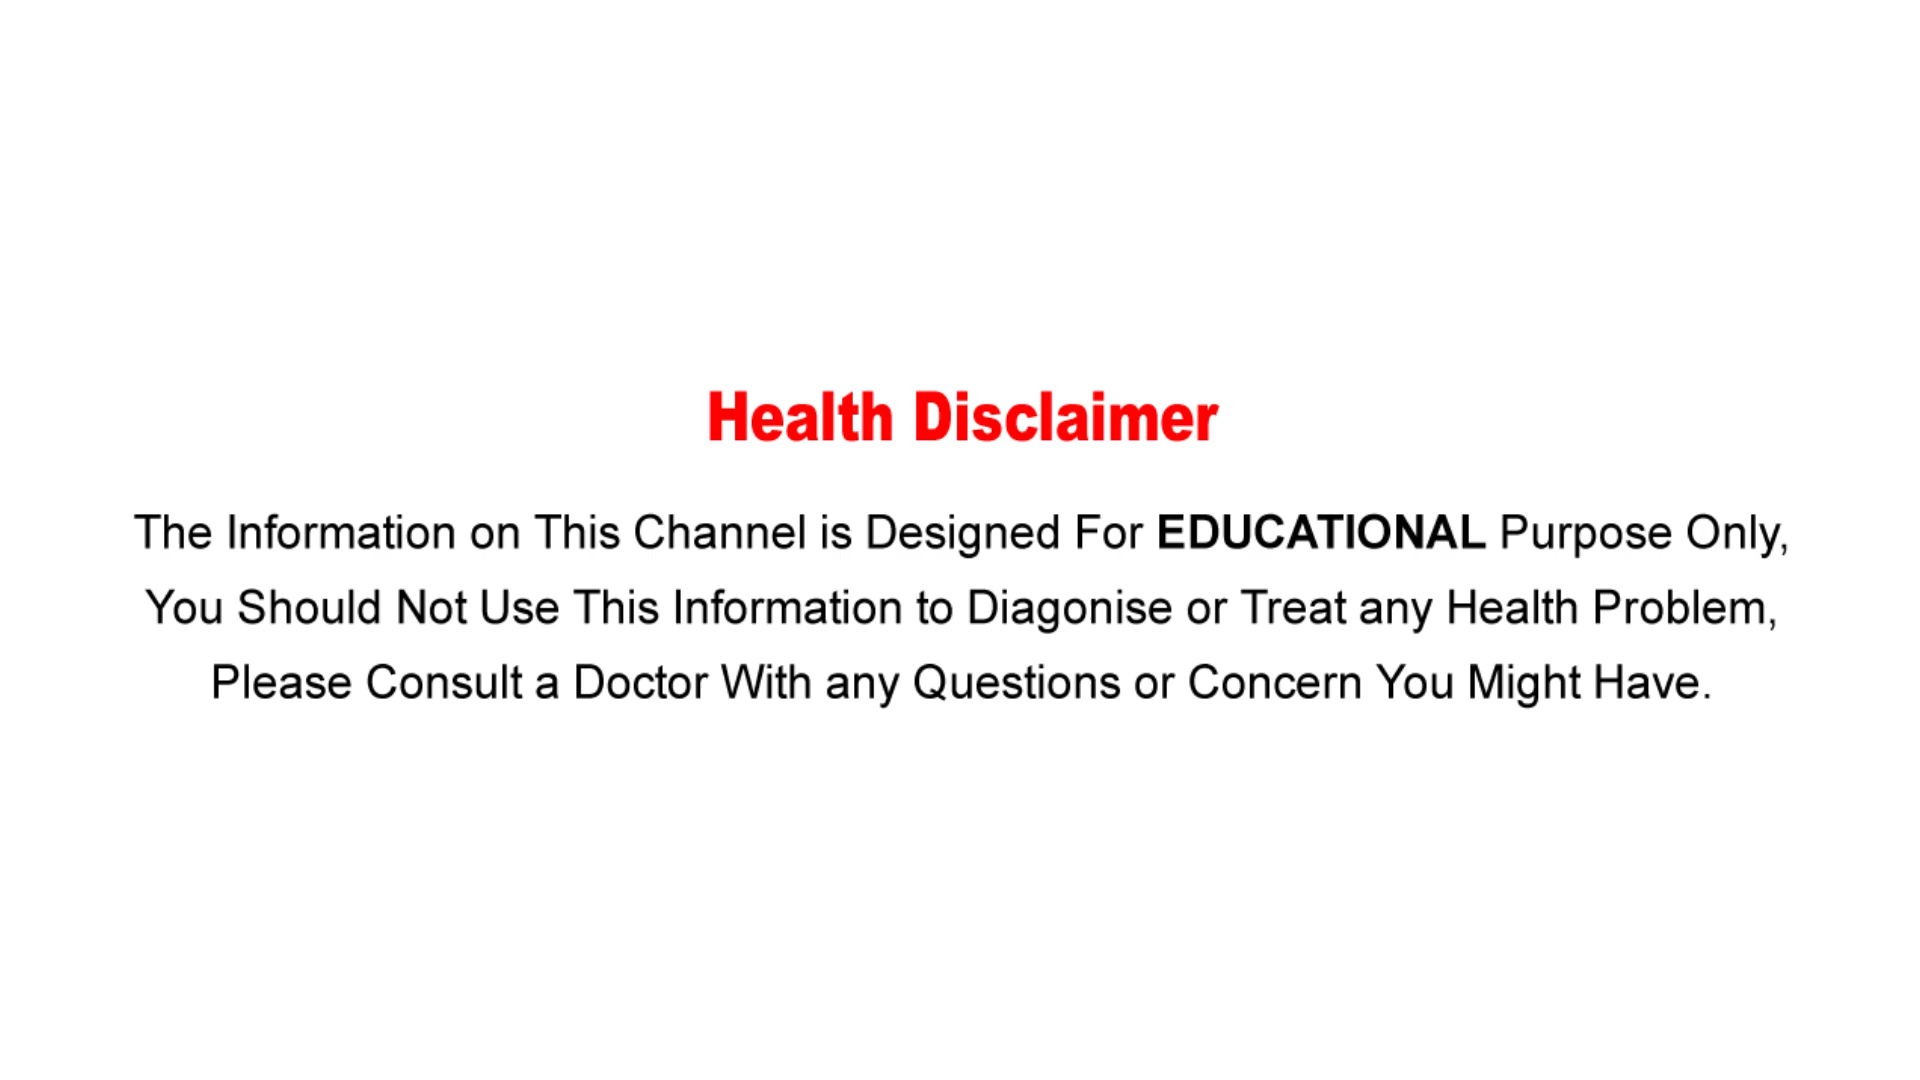 Health Disclaimer
The Information on This Channel is Designed For EDUCATIONAL Purpose Only,
You Should Not Use This Information to Diagonise or Treat any Health Problem,
Please Consult a Doctor With any Questions or Concern You Might Have.